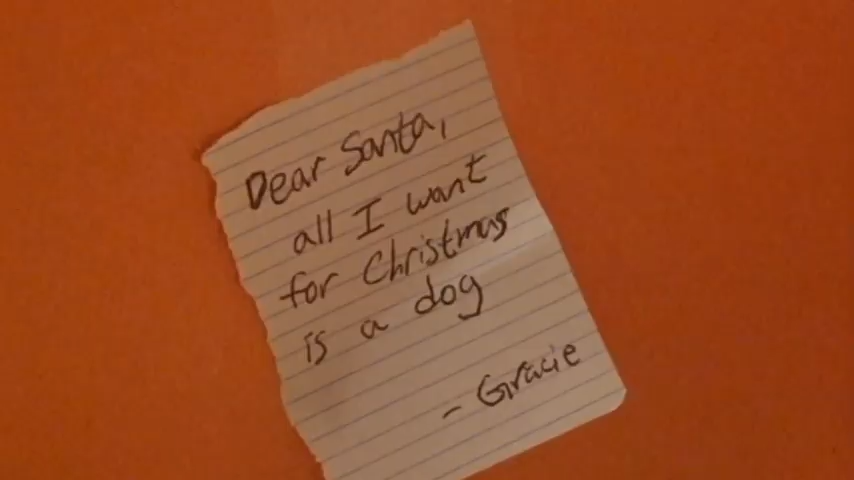 Dear Santa,
all I want
for Christmas
is a dog
- Gracie